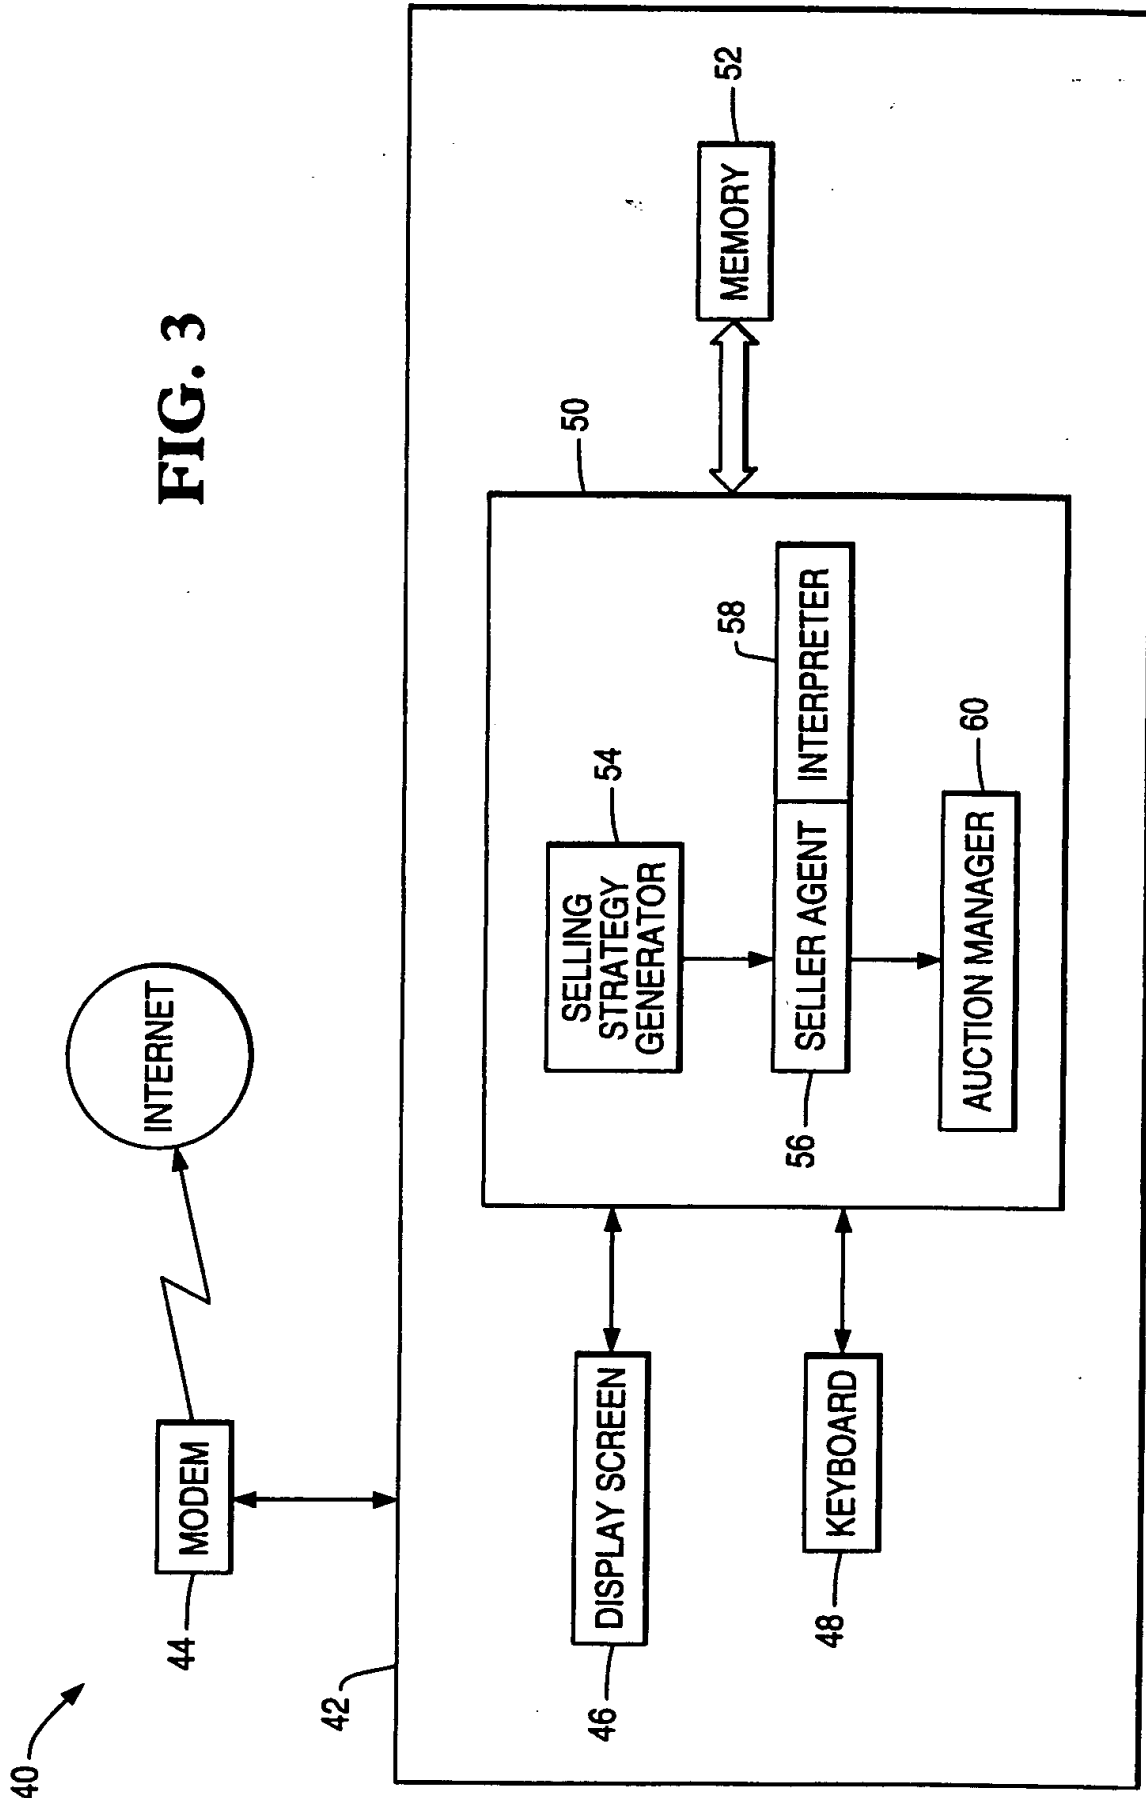 FIG. 3
40
44
MODEM
INTERNET
42
46
DISPLAY SCREEN
48
KEYBOARD
50
SELLING
STRATEGY
GENERATOR
54
56
SELLER AGENT
INTERPRETER
58
AUCTION MANAGER
60
MEMORY
52